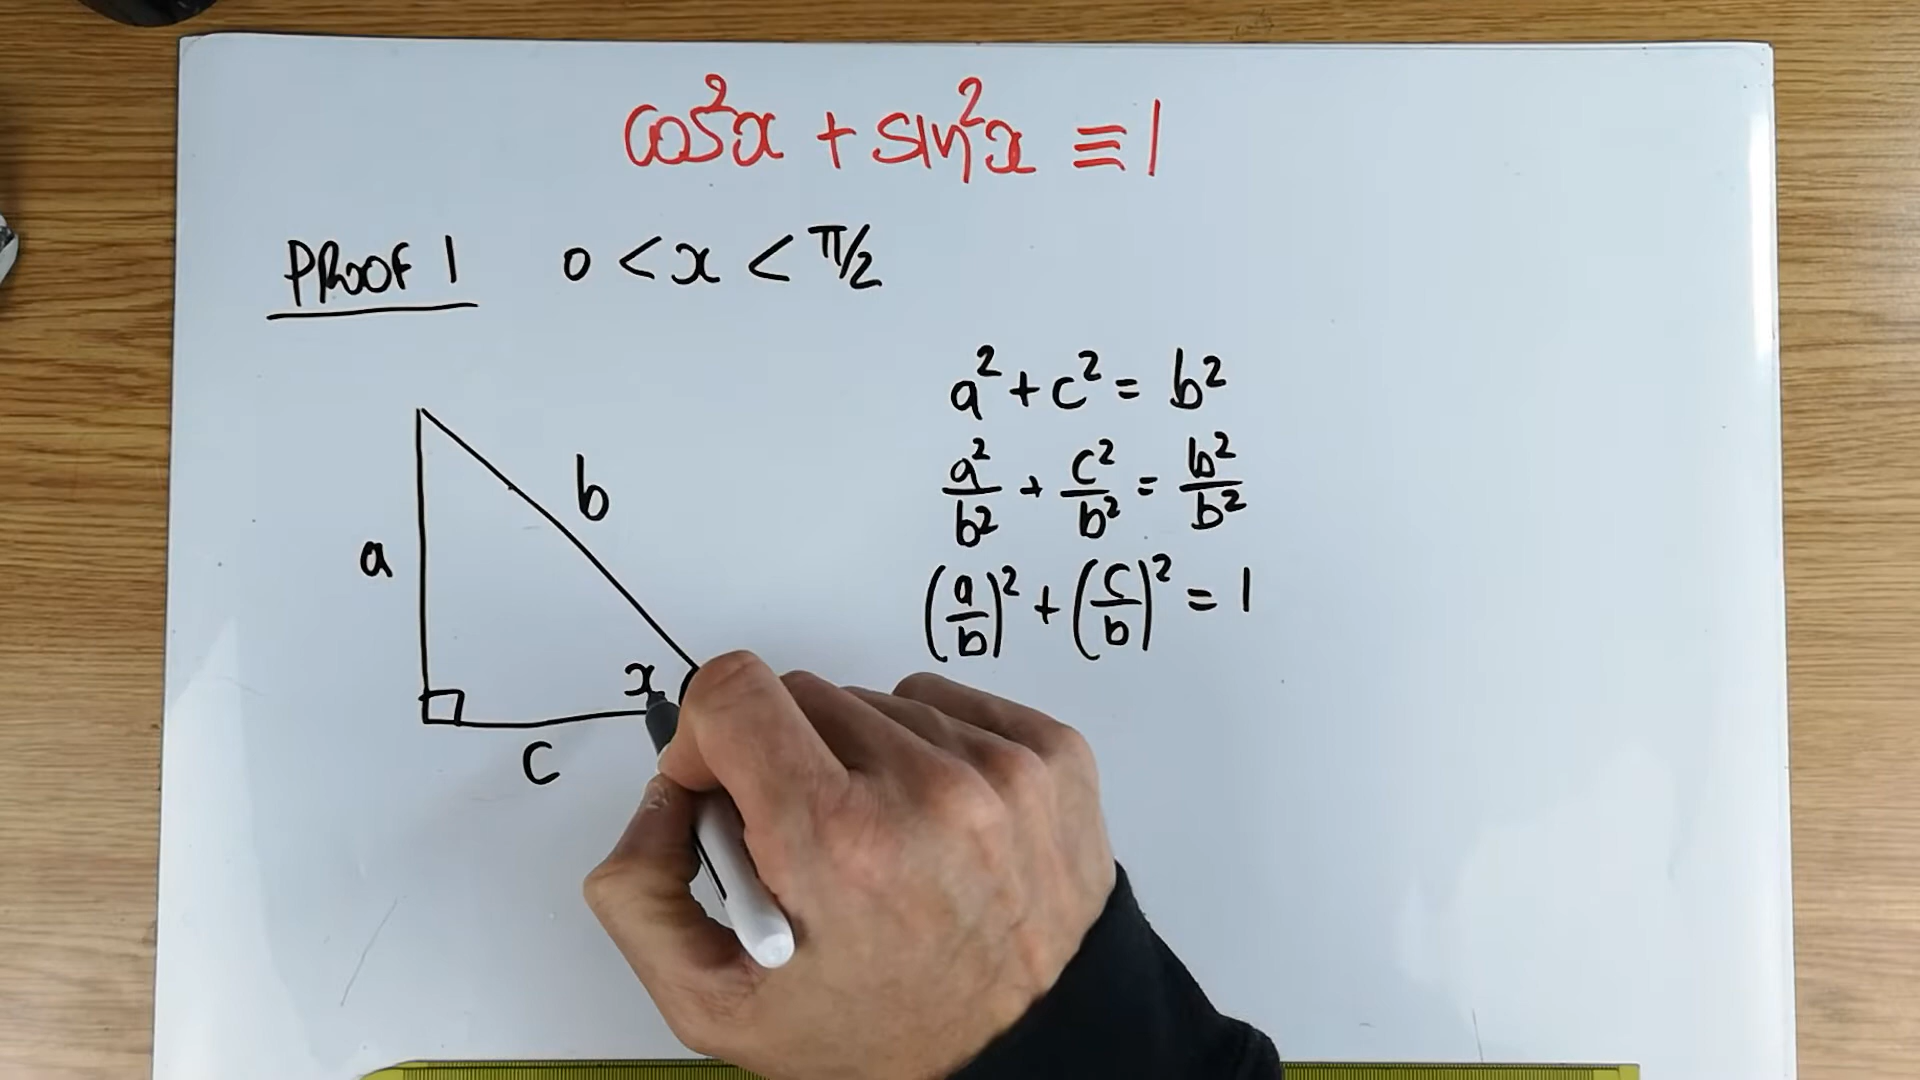 cos²x + sin²x ≡ 1
PROOF 1 0 < x < π/2
a² + c² = b²
a²/b² + c²/b² = b²/b²
(a/b)² + (c/b)² = 1
b
a
x
c